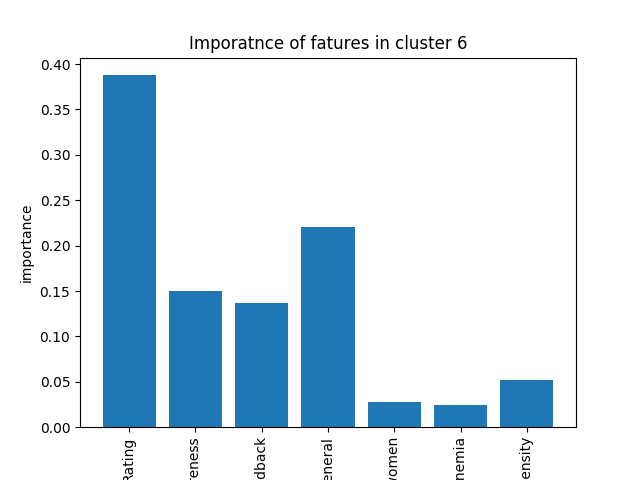 Imporatnce of fatures in cluster 6
importance
0.40
0.35
0.30
0.25
0.20
0.15
0.10
0.05
0.00
Rating
reness
dback
eneral
women
nemia
ensity